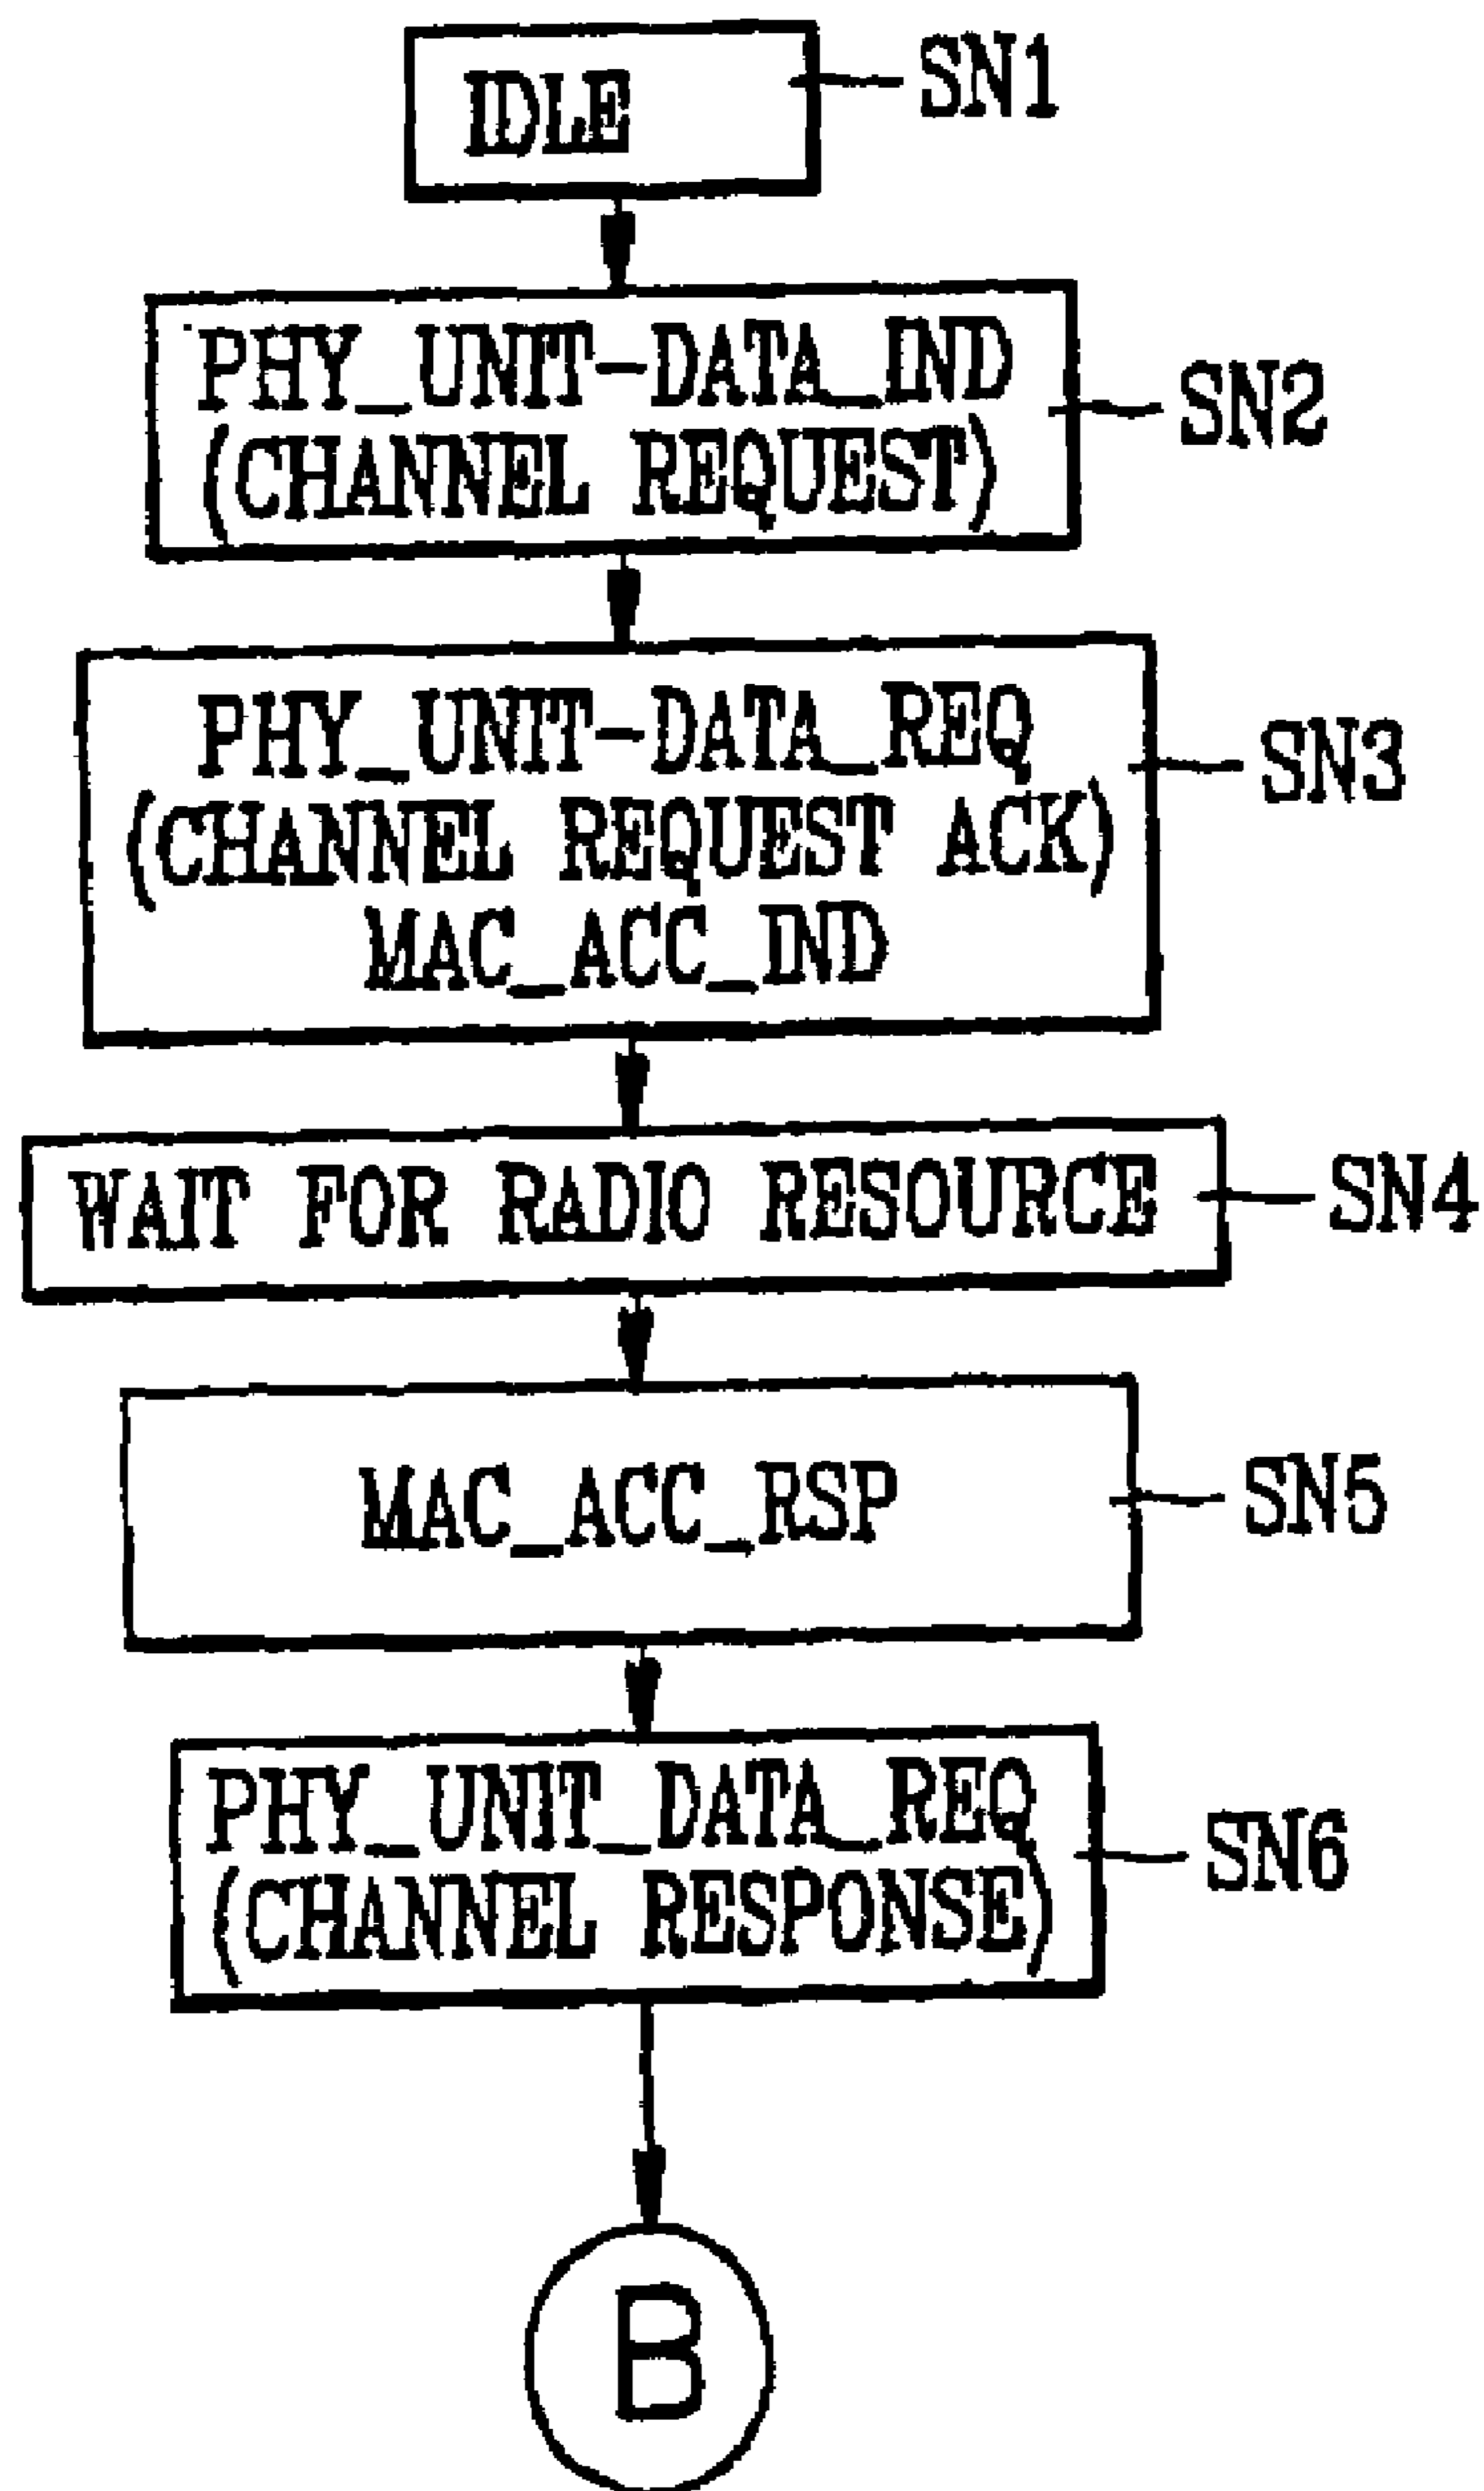 IDLE
SN1
PHY_UNIT-DATA_IND
(CHANNEL REQUEST)
SN2
PHY_UNIT-DATA_REQ
(CHANNEL REQUEST ACK)
MAC_ACC_IND
SN3
WAIT FOR RADIO RESOURCE
SN4
MAC_ACC_RSP
SN5
PHY_UNIT_DATA_REQ
(CHANNEL RESPONSE)
SN6
B